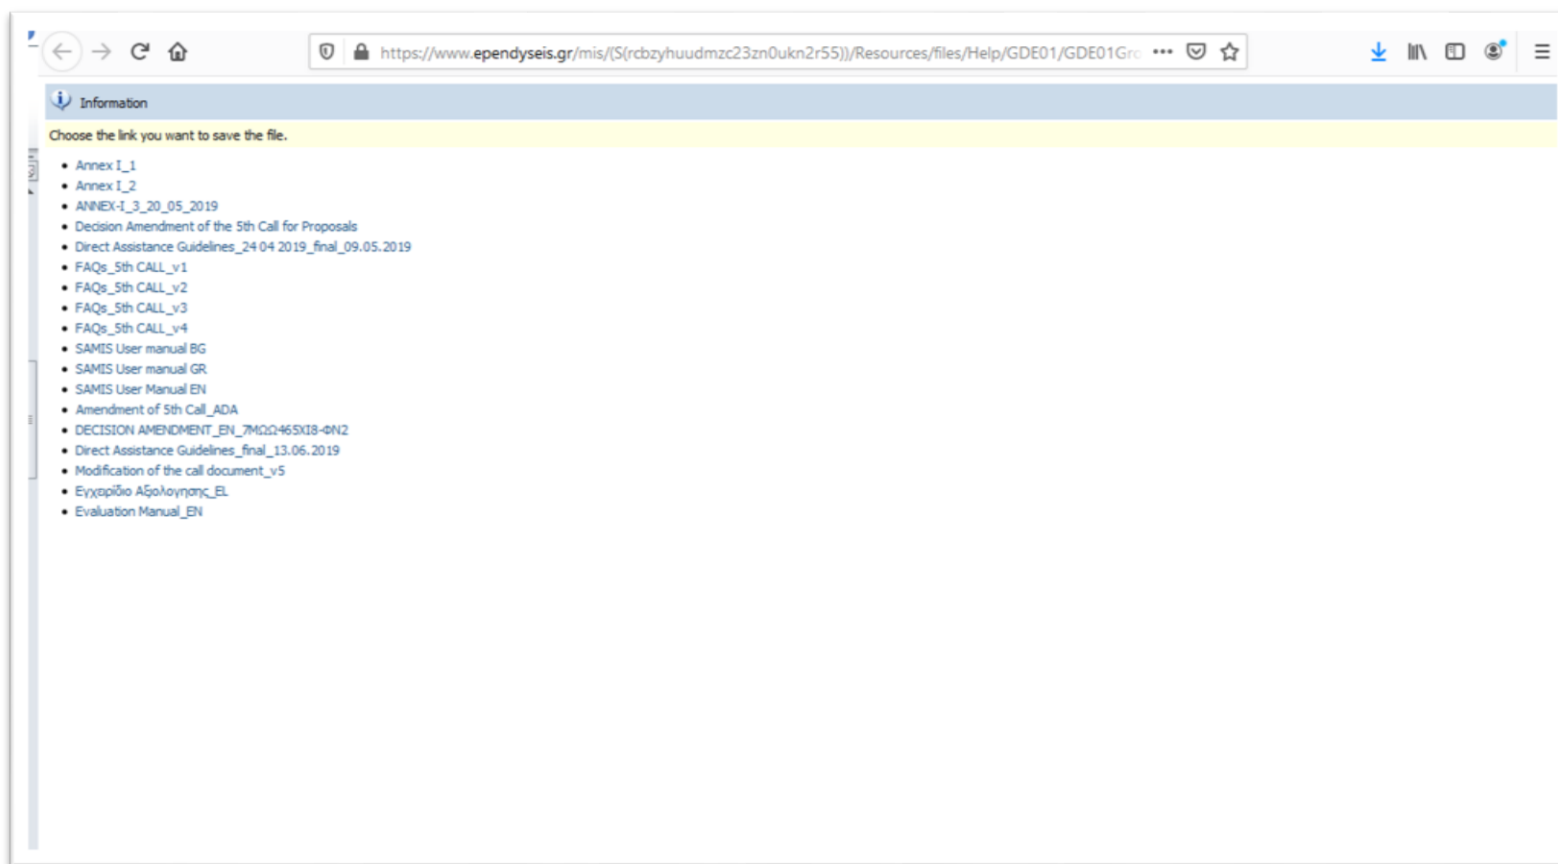 https://www.ependyseis.gr/mis/(S(rcbzyhuudmzc23zn0ukn2r55))/Resources/files/Help/GDE01/GDE01Gro
Information
Choose the link you want to save the file.
• Annex I_1
• Annex I_2
• ANNEX-I_3_20_05_2019
• Decision Amendment of the 5th Call for Proposals
• Direct Assistance Guidelines_24 04 2019_final_09.05.2019
• FAQs_5th CALL_v1
• FAQs_5th CALL_v2
• FAQs_5th CALL_v3
• FAQs_5th CALL_v4
• SAMIS User manual BG
• SAMIS User manual GR
• SAMIS User Manual EN
• Amendment of 5th Call_ADA
• DECISION AMENDMENT_EN_7ΜΩΩ465ΧΙ8-ΦΝ2
• Direct Assistance Guidelines_final_13.06.2019
• Modification of the call document_v5
• Εγχειρίδιο Αξιολογησης_EL
• Evaluation Manual_EN